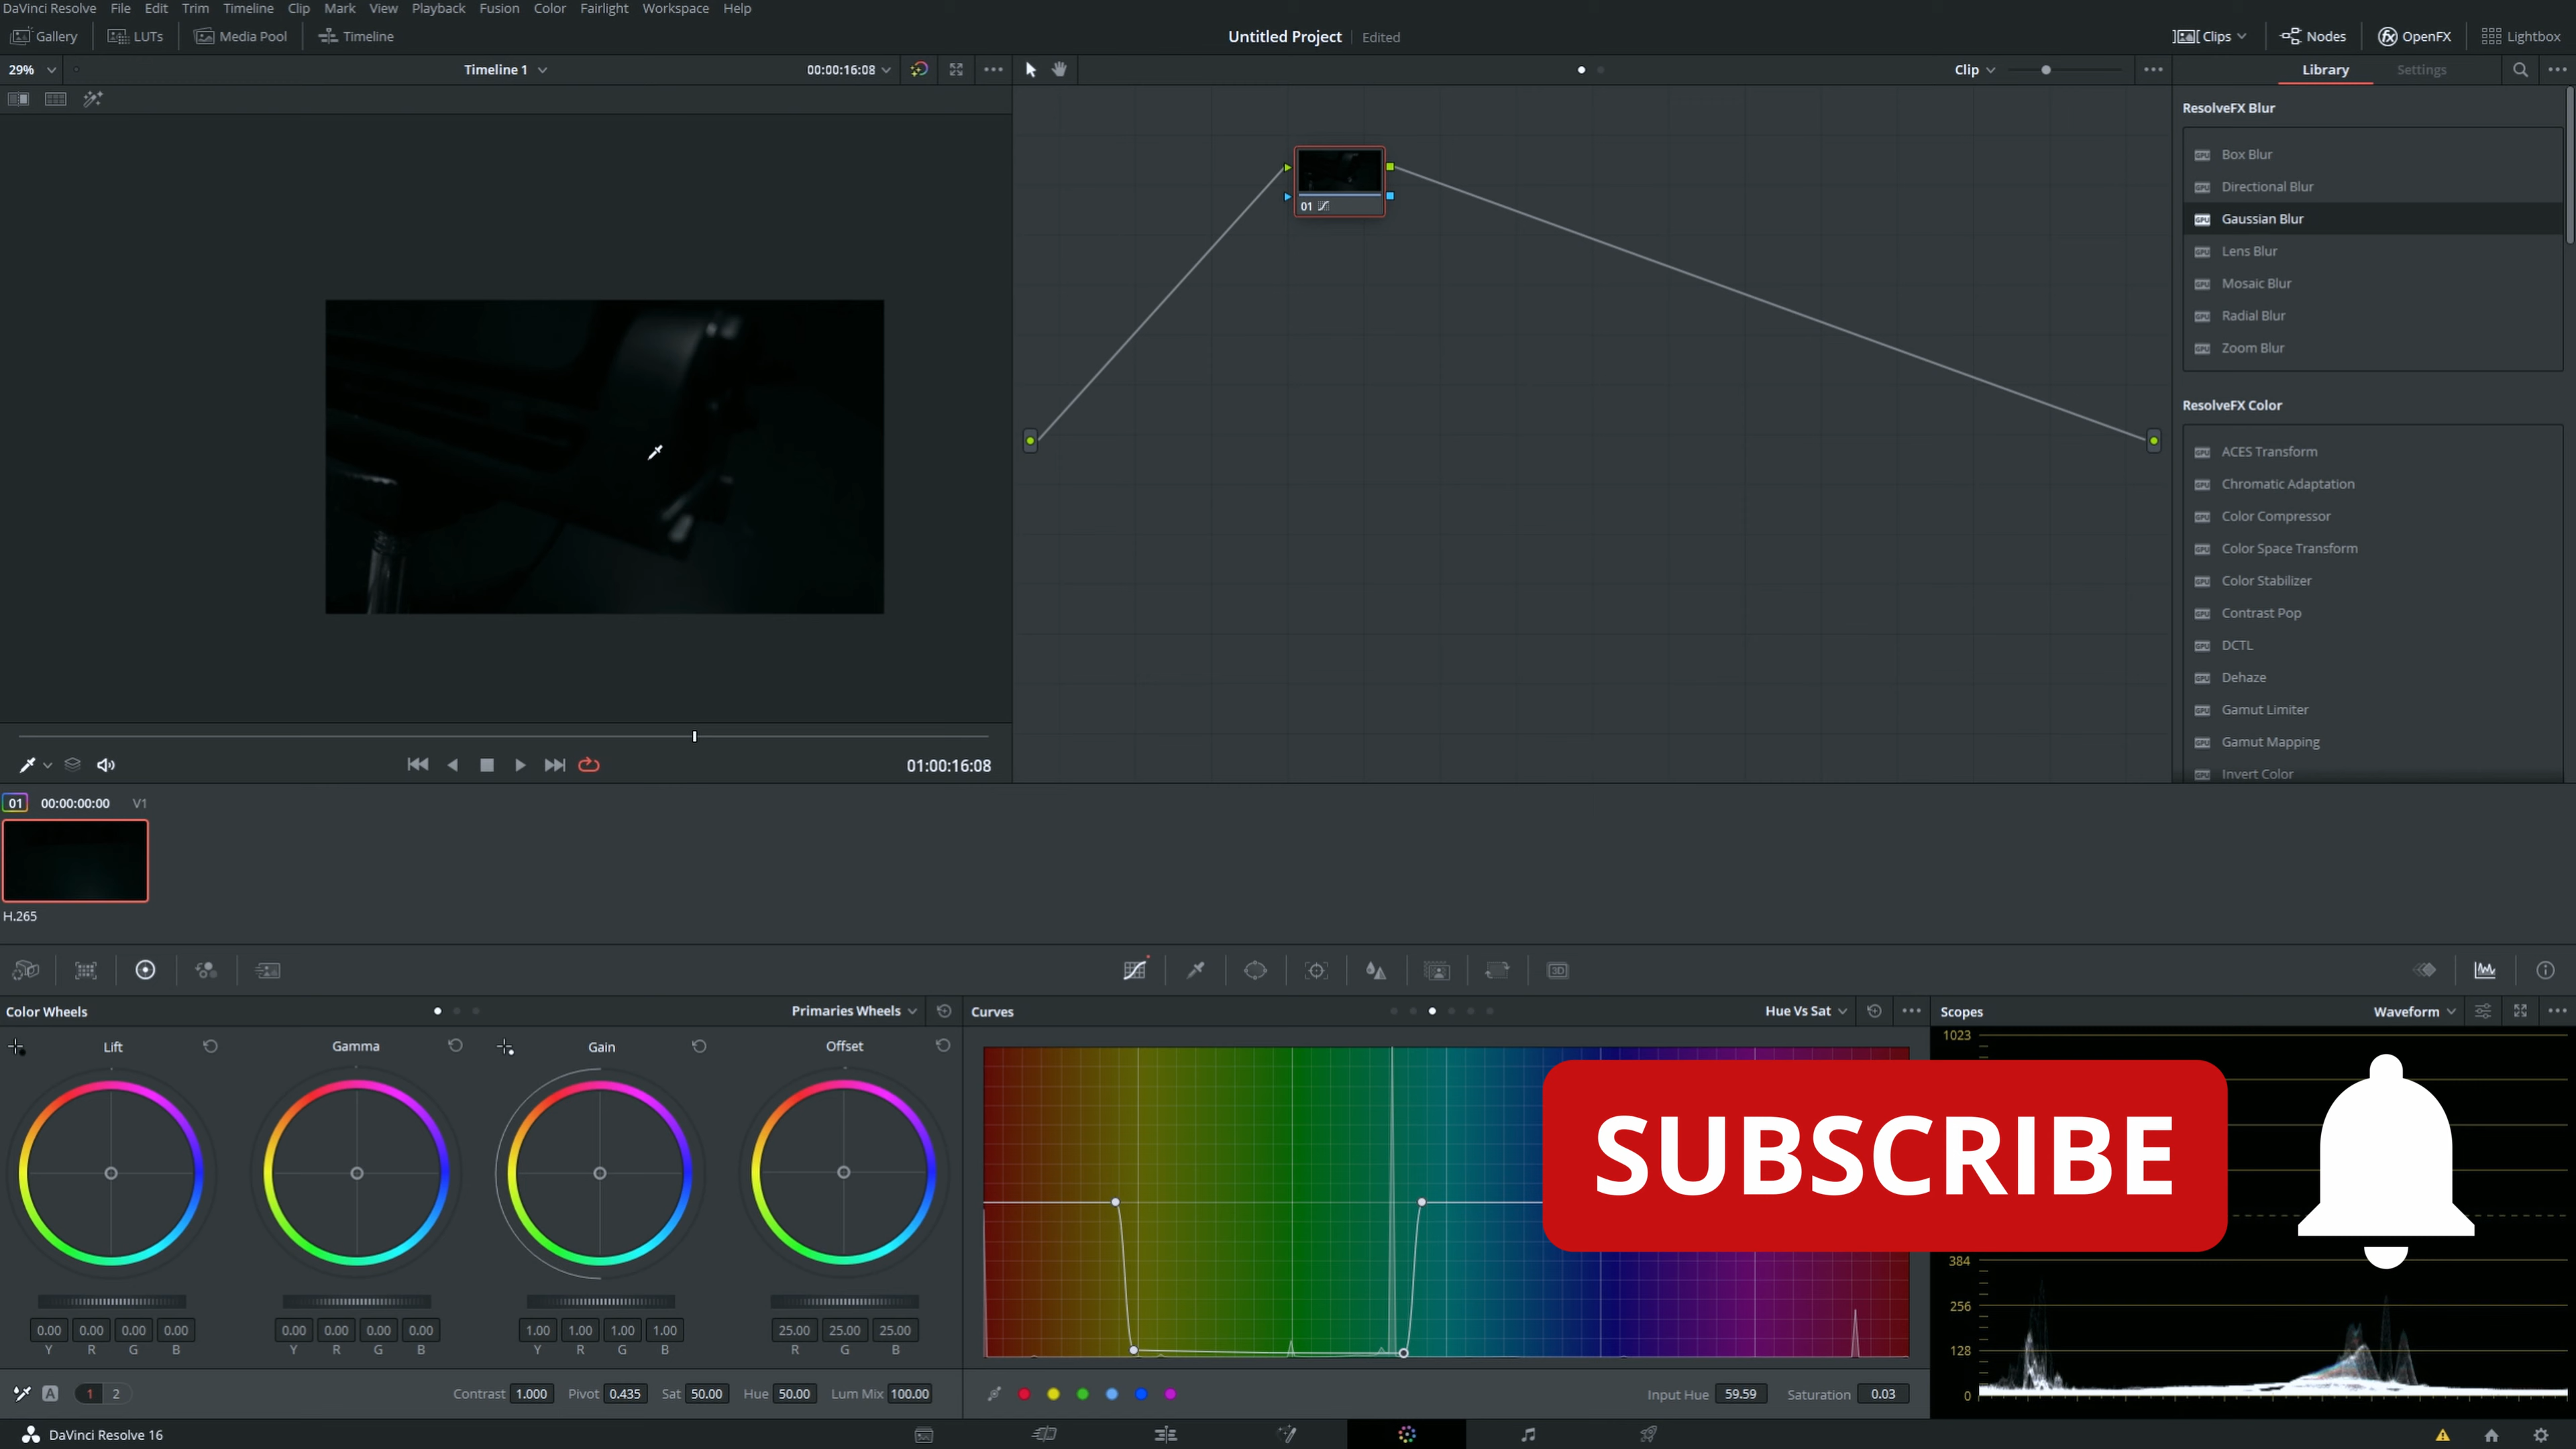 DaVinci Resolve File Edit Trim Timeline Clip Mark View Playback Fusion Color Fairlight Workspace Help
Gallery LUTs Media Pool Timeline Untitled Project Edited Clips Nodes OpenFX Lightbox
29% Timeline 1 00:00:16:08 Clip Library Settings
ResolveFX Blur
Box Blur
Directional Blur
Gaussian Blur
Lens Blur
Mosaic Blur
Radial Blur
Zoom Blur
ResolveFX Color
ACES Transform
Chromatic Adaptation
Color Compressor
Color Space Transform
Color Stabilizer
Contrast Pop
DCTL
Dehaze
Gamut Limiter
Gamut Mapping
Invert Color
01
01:00:16:08
01 00:00:00:00 V1
H.265
Color Wheels Primaries Wheels Curves Hue Vs Sat Scopes Waveform
Lift Gamma Gain Offset
1023
SUBSCRIBE
384
256
128
0
0.00 0.00 0.00 0.00 0.00 0.00 0.00 0.00 1.00 1.00 1.00 1.00 25.00 25.00 25.00
Y R G B Y R G B Y R G B R G B
A 1 2 Contrast 1.000 Pivot 0.435 Sat 50.00 Hue 50.00 Lum Mix 100.00 Input Hue 59.59 Saturation 0.03
DaVinci Resolve 16